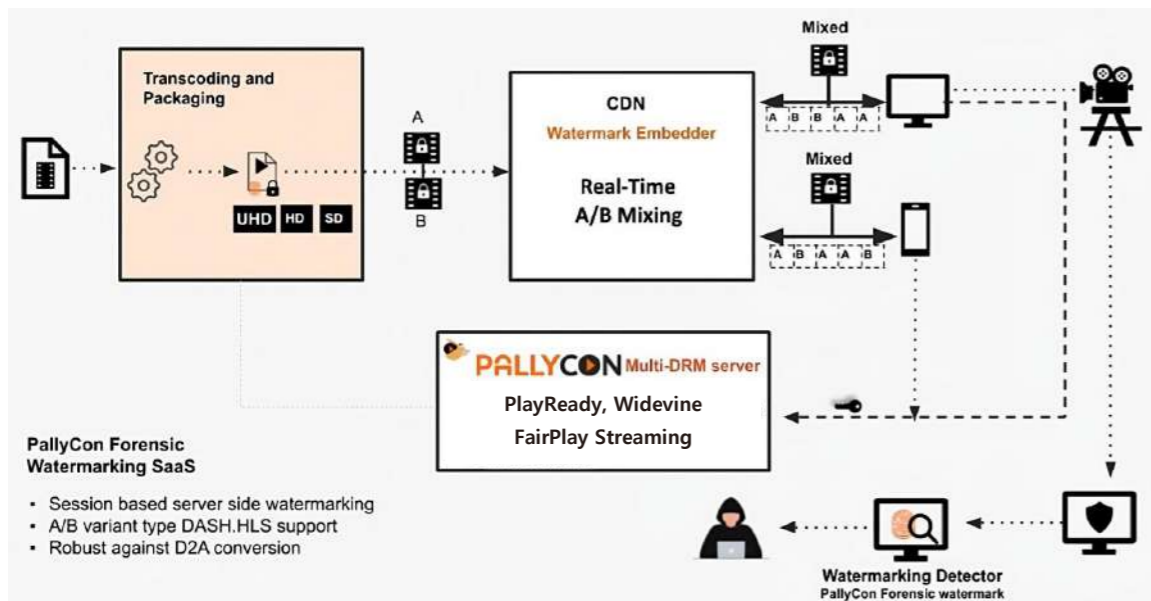 Transcoding and
Packaging
UHD
HD
SD
A
B
CDN
Watermark Embedder
Real-Time
A/B Mixing
Mixed
A B B A A
Mixed
A B A A B
PALLYCON Multi-DRM server
PlayReady, Widevine
FairPlay Streaming
PallyCon Forensic
Watermarking SaaS
▪ Session based server side watermarking
▪ A/B variant type DASH.HLS support
▪ Robust against D2A conversion
Watermarking Detector
PallyCon Forensic watermark